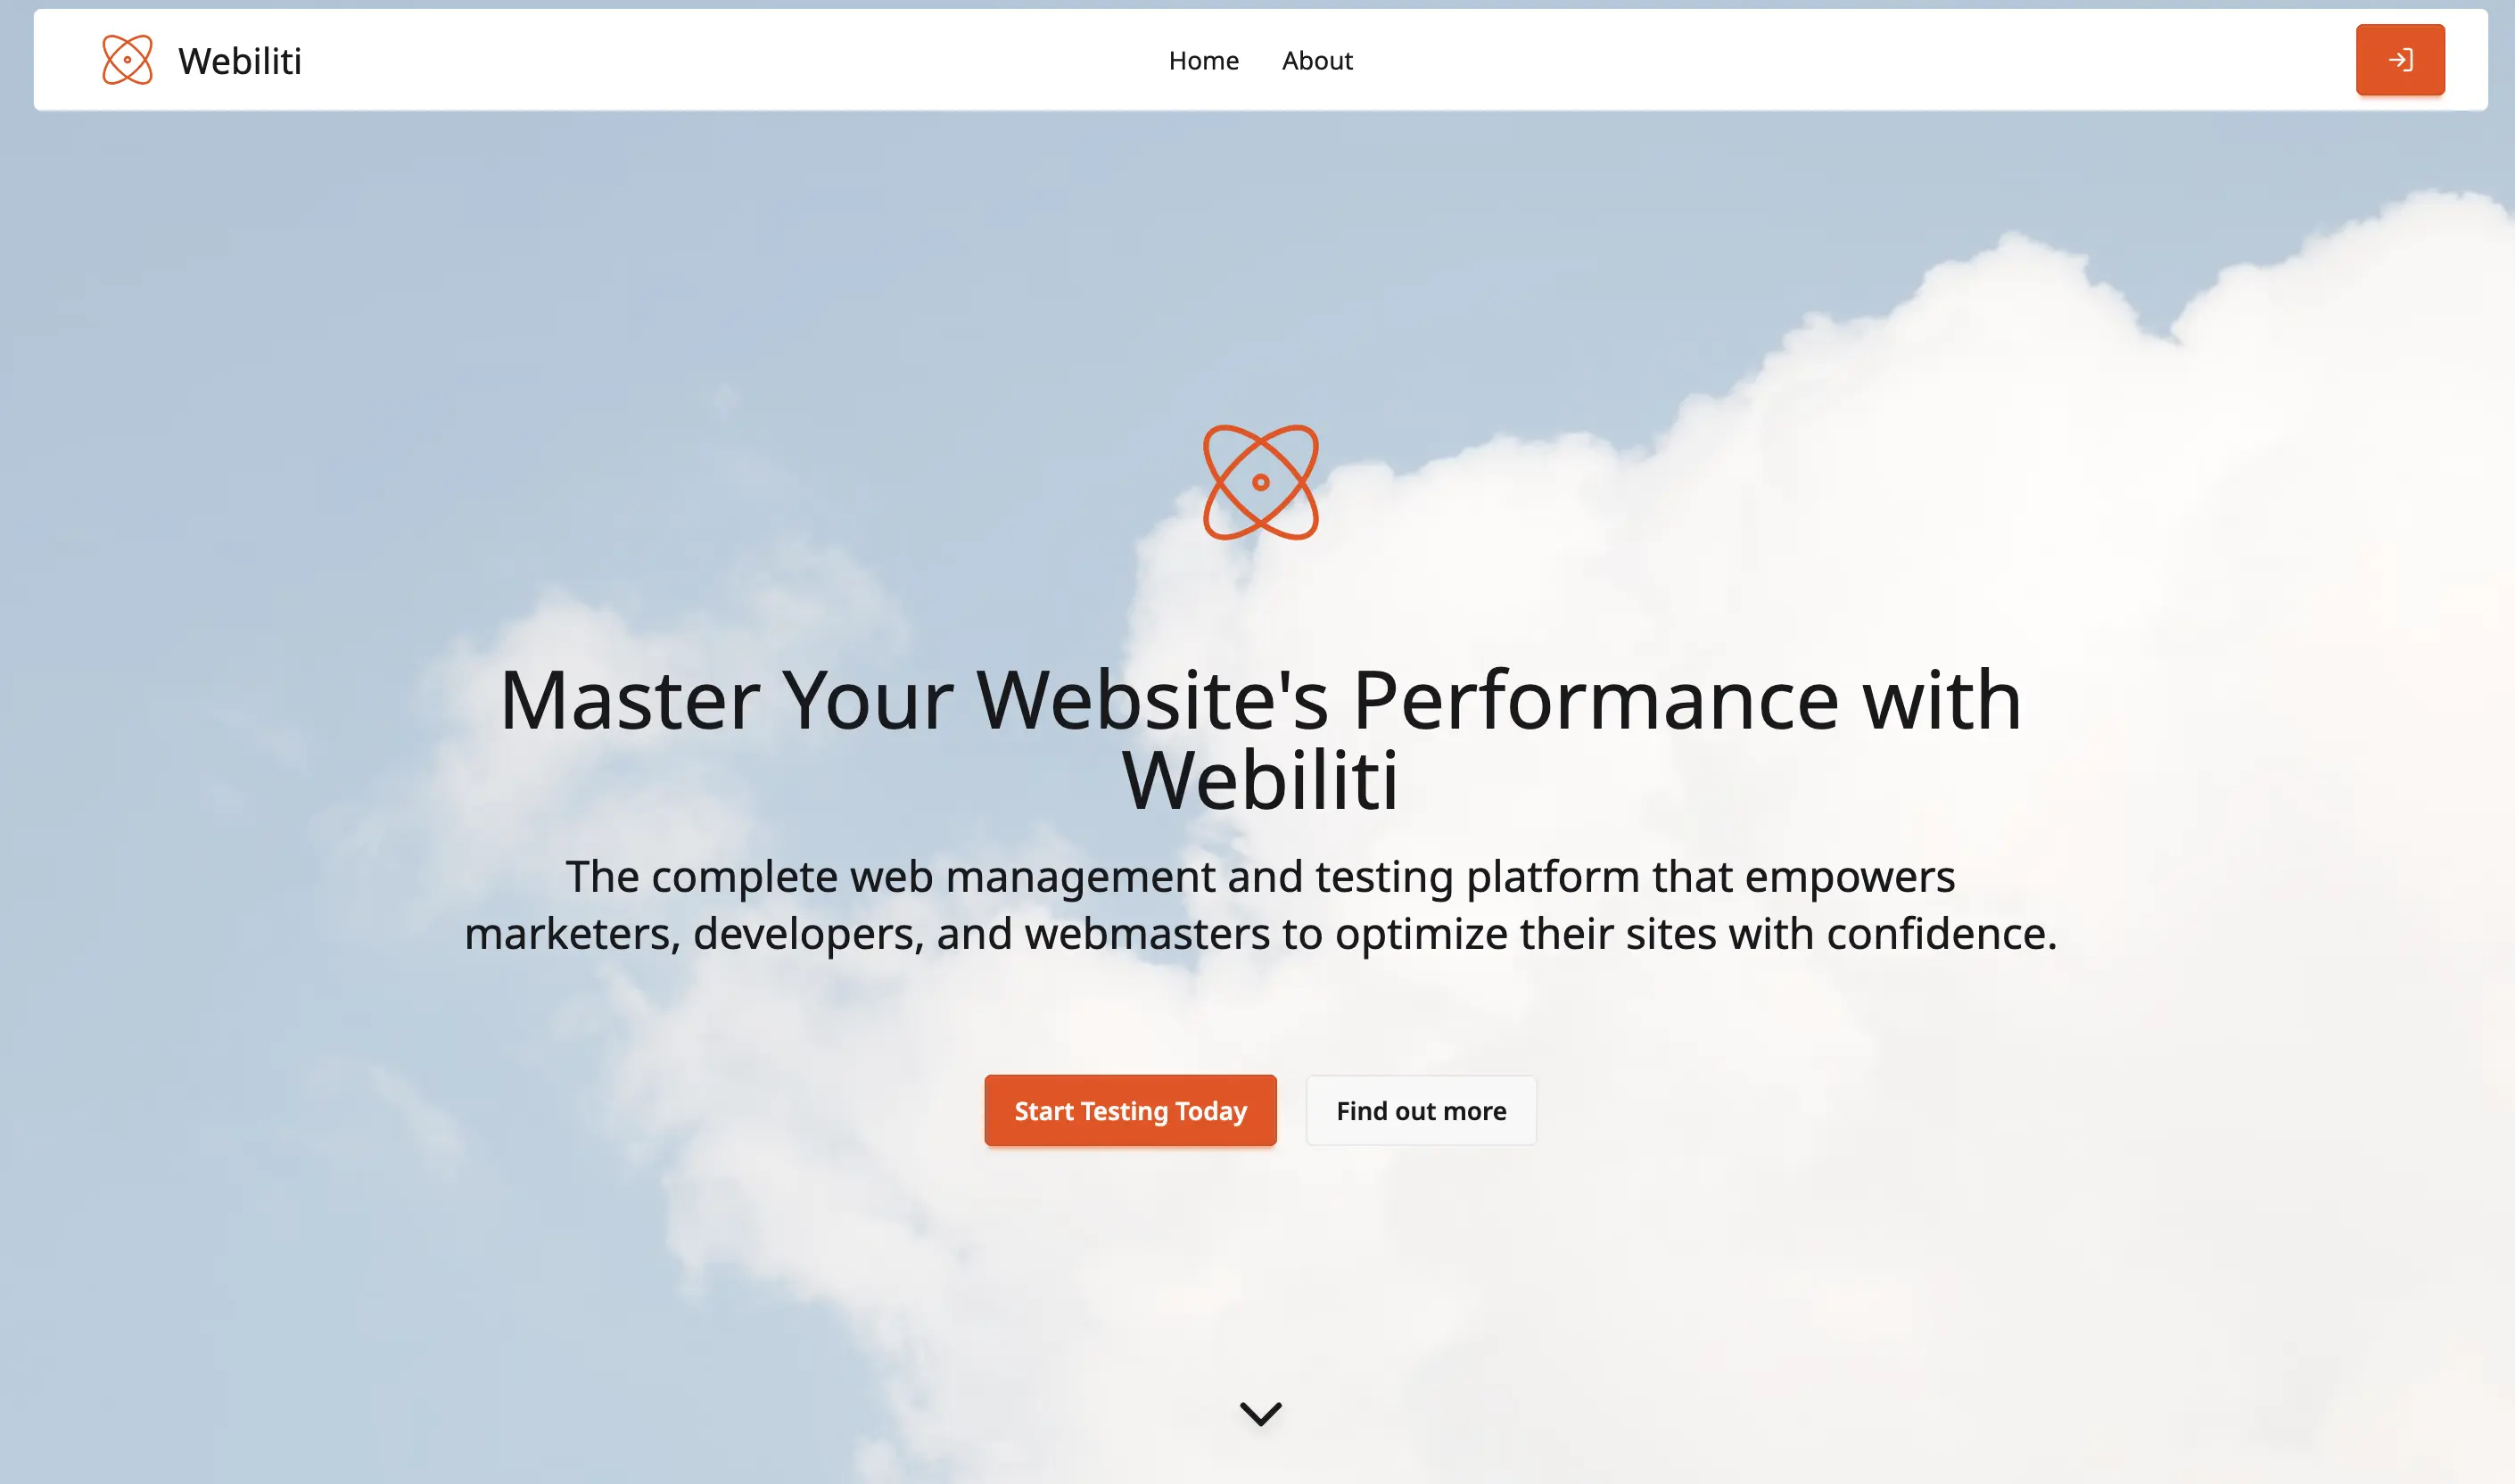 Webiliti
Home
About
Master Your Website's Performance with
Webiliti
The complete web management and testing platform that empowers
marketers, developers, and webmasters to optimize their sites with confidence.
Start Testing Today
Find out more